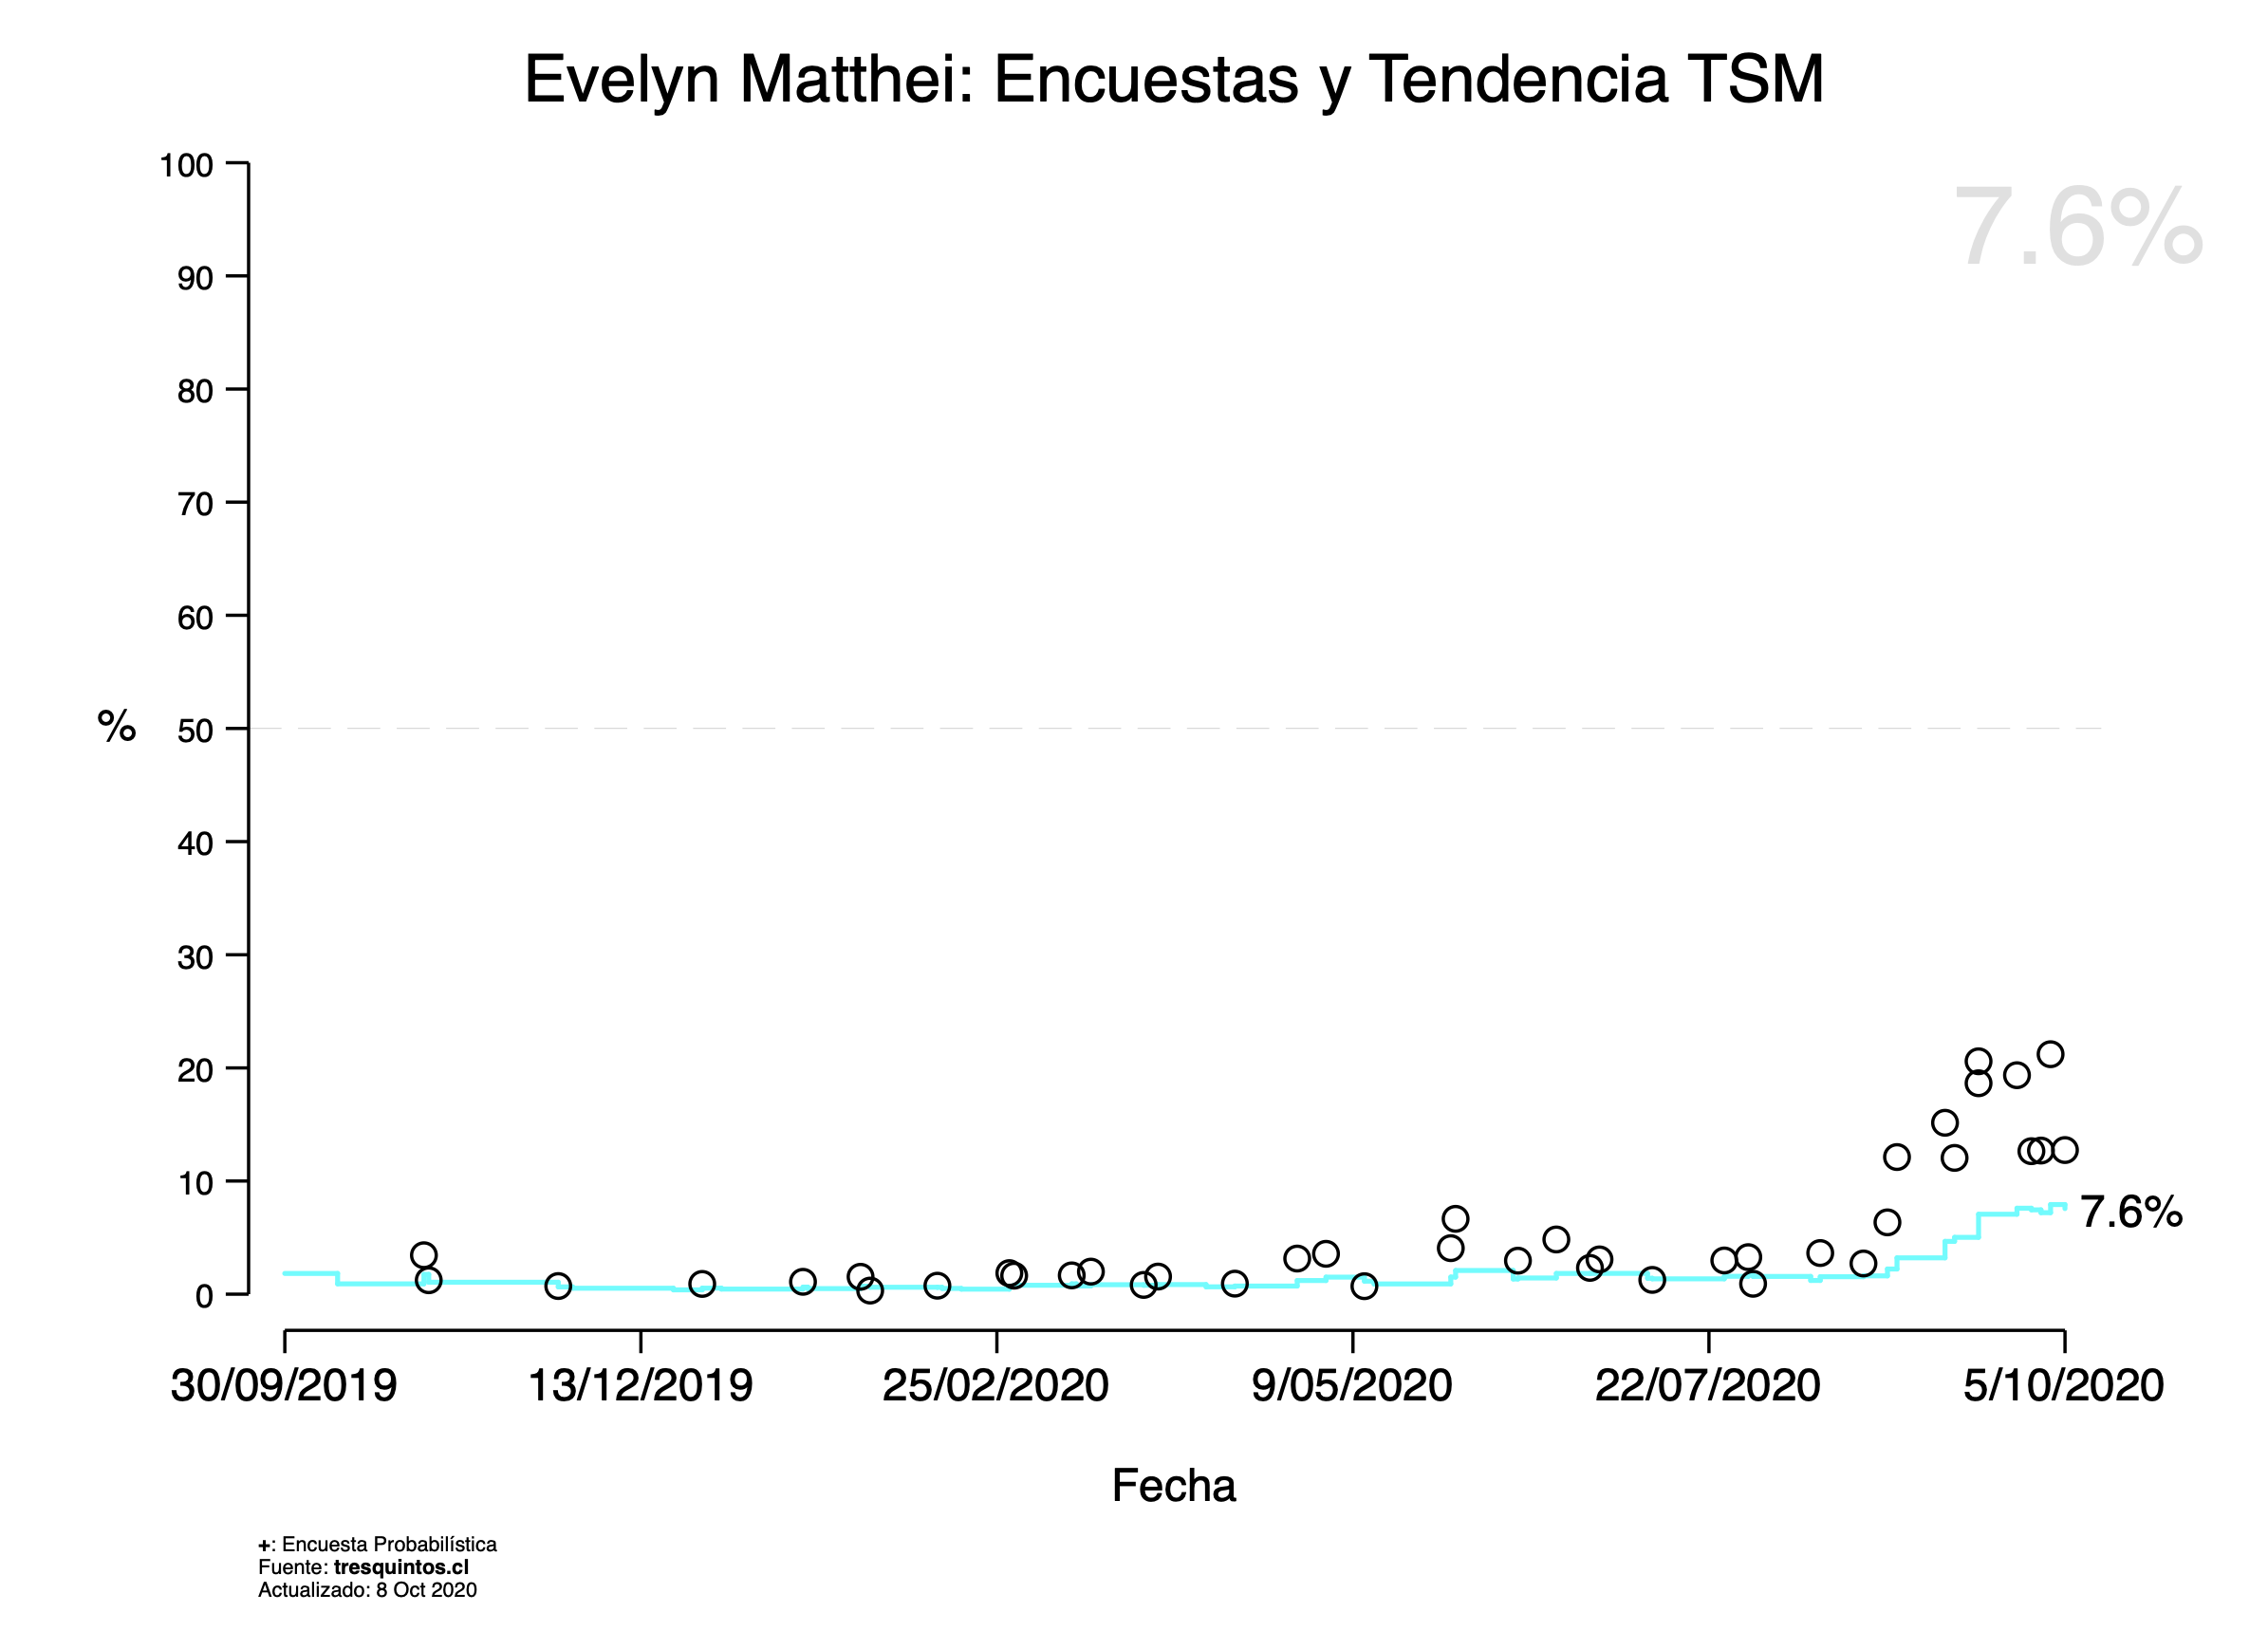 Evelyn Matthei: Encuestas y Tendencia TSM
7.6%
100
90
80
70
60
50
40
30
20
10
0
%
7.6%
30/09/2019 13/12/2019 25/02/2020 9/05/2020 22/07/2020 5/10/2020
Fecha
+: Encuesta Probabilística
Fuente: tresquintos.cl
Actualizado: 8 Oct 2020